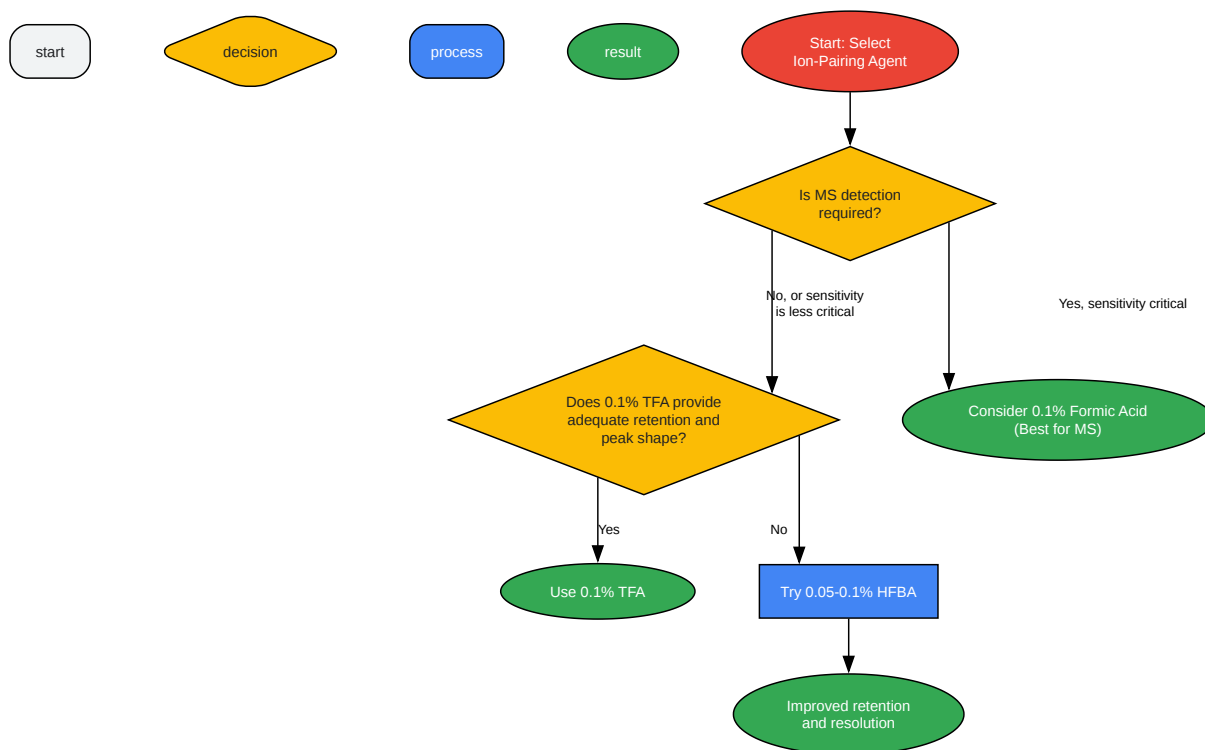 start
decision
process
result
Start: Select
Ion-Pairing Agent
Is MS detection
required?
No, or sensitivity
is less critical
Yes, sensitivity critical
Does 0.1% TFA provide
adequate retention and
peak shape?
Consider 0.1% Formic Acid
(Best for MS)
Yes
No
Use 0.1% TFA
Try 0.05-0.1% HFBA
Improved retention
and resolution